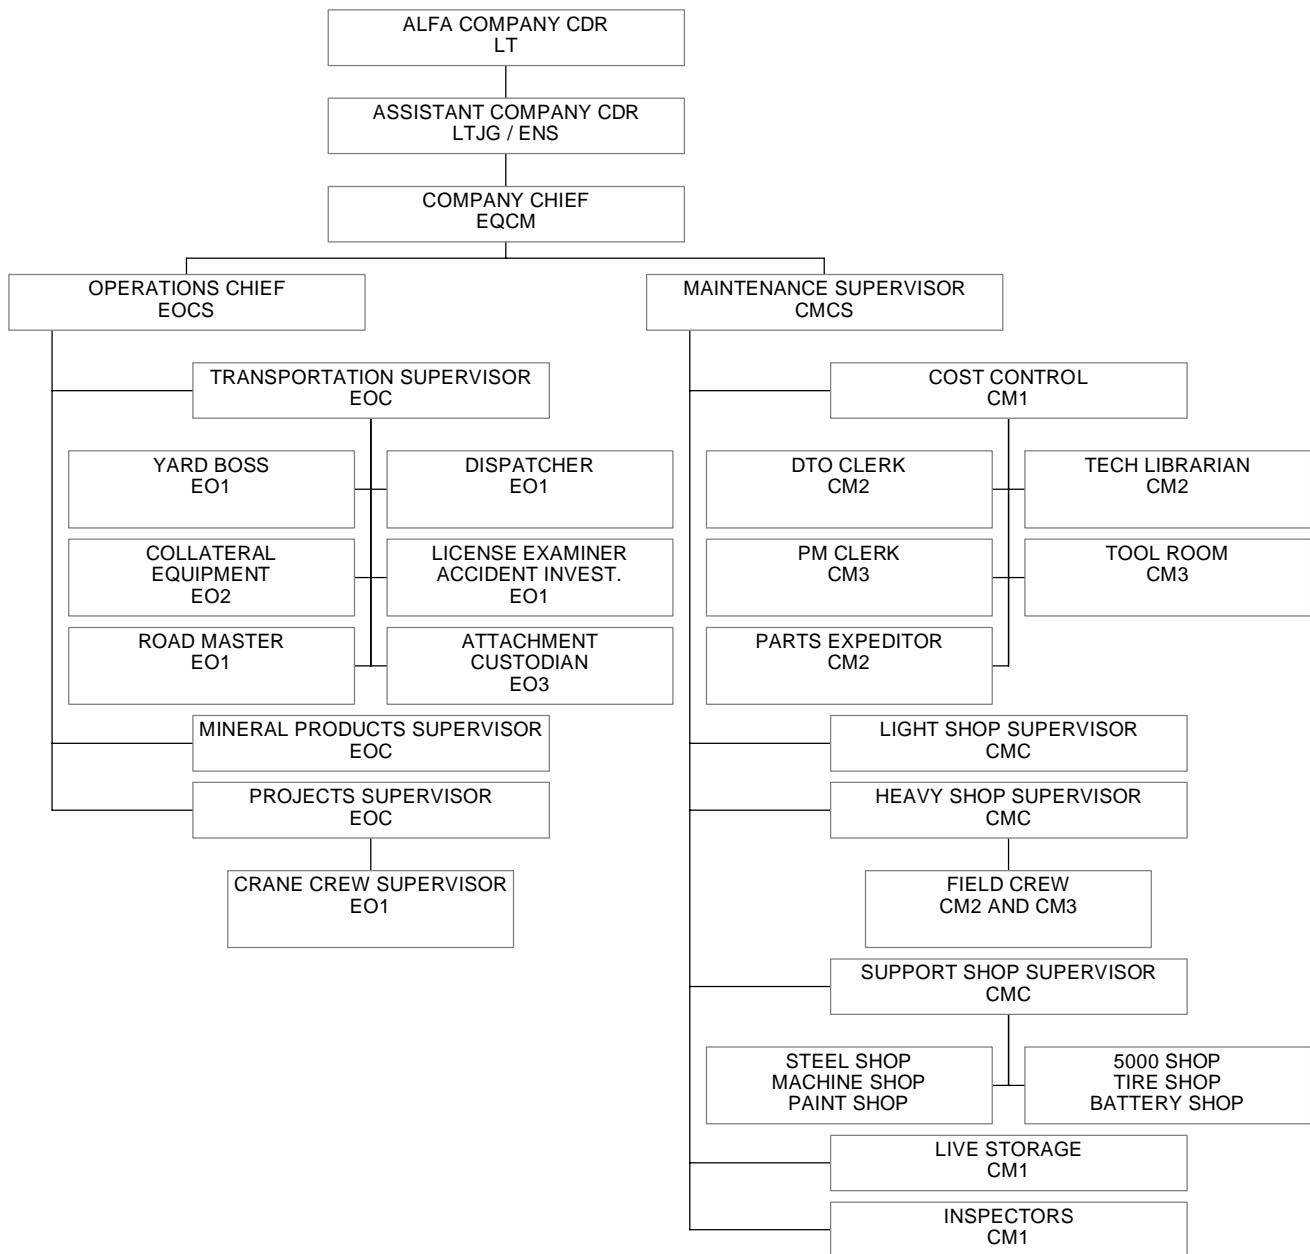 ALFA COMPANY CDR
LT
ASSISTANT COMPANY CDR
LTJG / ENS
COMPANY CHIEF
EQCM
OPERATIONS CHIEF
EOCS
TRANSPORTATION SUPERVISOR
EOC
YARD BOSS
EO1
DISPATCHER
EO1
COLLATERAL
EQUIPMENT
EO2
LICENSE EXAMINER
ACCIDENT INVEST.
EO1
ROAD MASTER
EO1
ATTACHMENT
CUSTODIAN
EO3
MINERAL PRODUCTS SUPERVISOR
EOC
PROJECTS SUPERVISOR
EOC
CRANE CREW SUPERVISOR
EO1
MAINTENANCE SUPERVISOR
CMCS
COST CONTROL
CM1
DTO CLERK
CM2
TECH LIBRARIAN
CM2
PM CLERK
CM3
TOOL ROOM
CM3
PARTS EXPEDITOR
CM2
LIGHT SHOP SUPERVISOR
CMC
HEAVY SHOP SUPERVISOR
CMC
FIELD CREW
CM2 AND CM3
SUPPORT SHOP SUPERVISOR
CMC
STEEL SHOP
MACHINE SHOP
PAINT SHOP
5000 SHOP
TIRE SHOP
BATTERY SHOP
LIVE STORAGE
CM1
INSPECTORS
CM1